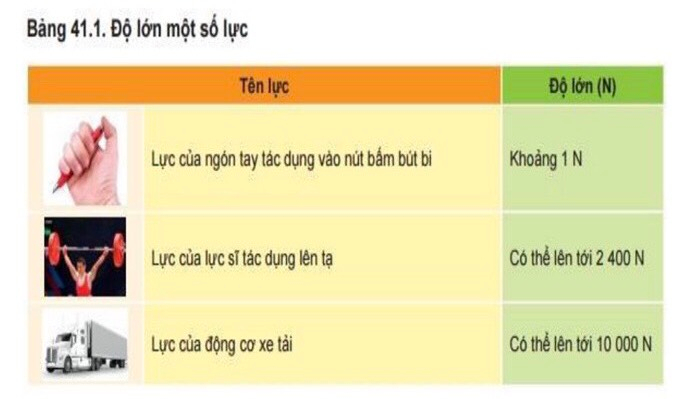 Bảng 41.1. Độ lớn một số lực
Tên lực Độ lớn (N)
Lực của ngón tay tác dụng vào nút bấm bút bi Khoảng 1 N
Lực của lực sĩ tác dụng lên tạ Có thể lên tới 2 400 N
Lực của động cơ xe tải Có thể lên tới 10 000 N